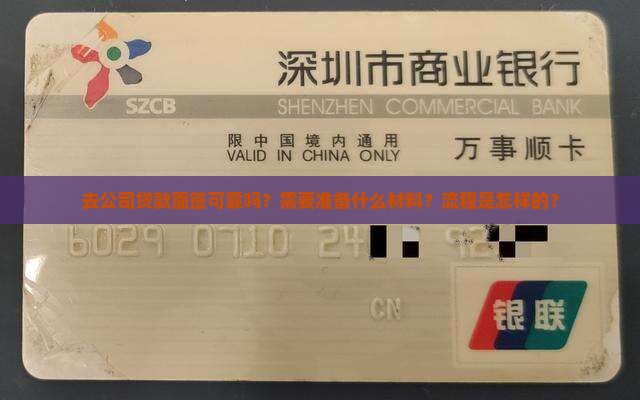 深圳市商业银行
SZCB
SHENZHEN COMMERCIAL BANK
限中国境内通用
VALID IN CHINA ONLY
万事顺卡
去公司贷款面签可靠吗？需要准备什么材料？流程是怎样的？
6029 0710 24
92
CN
银联